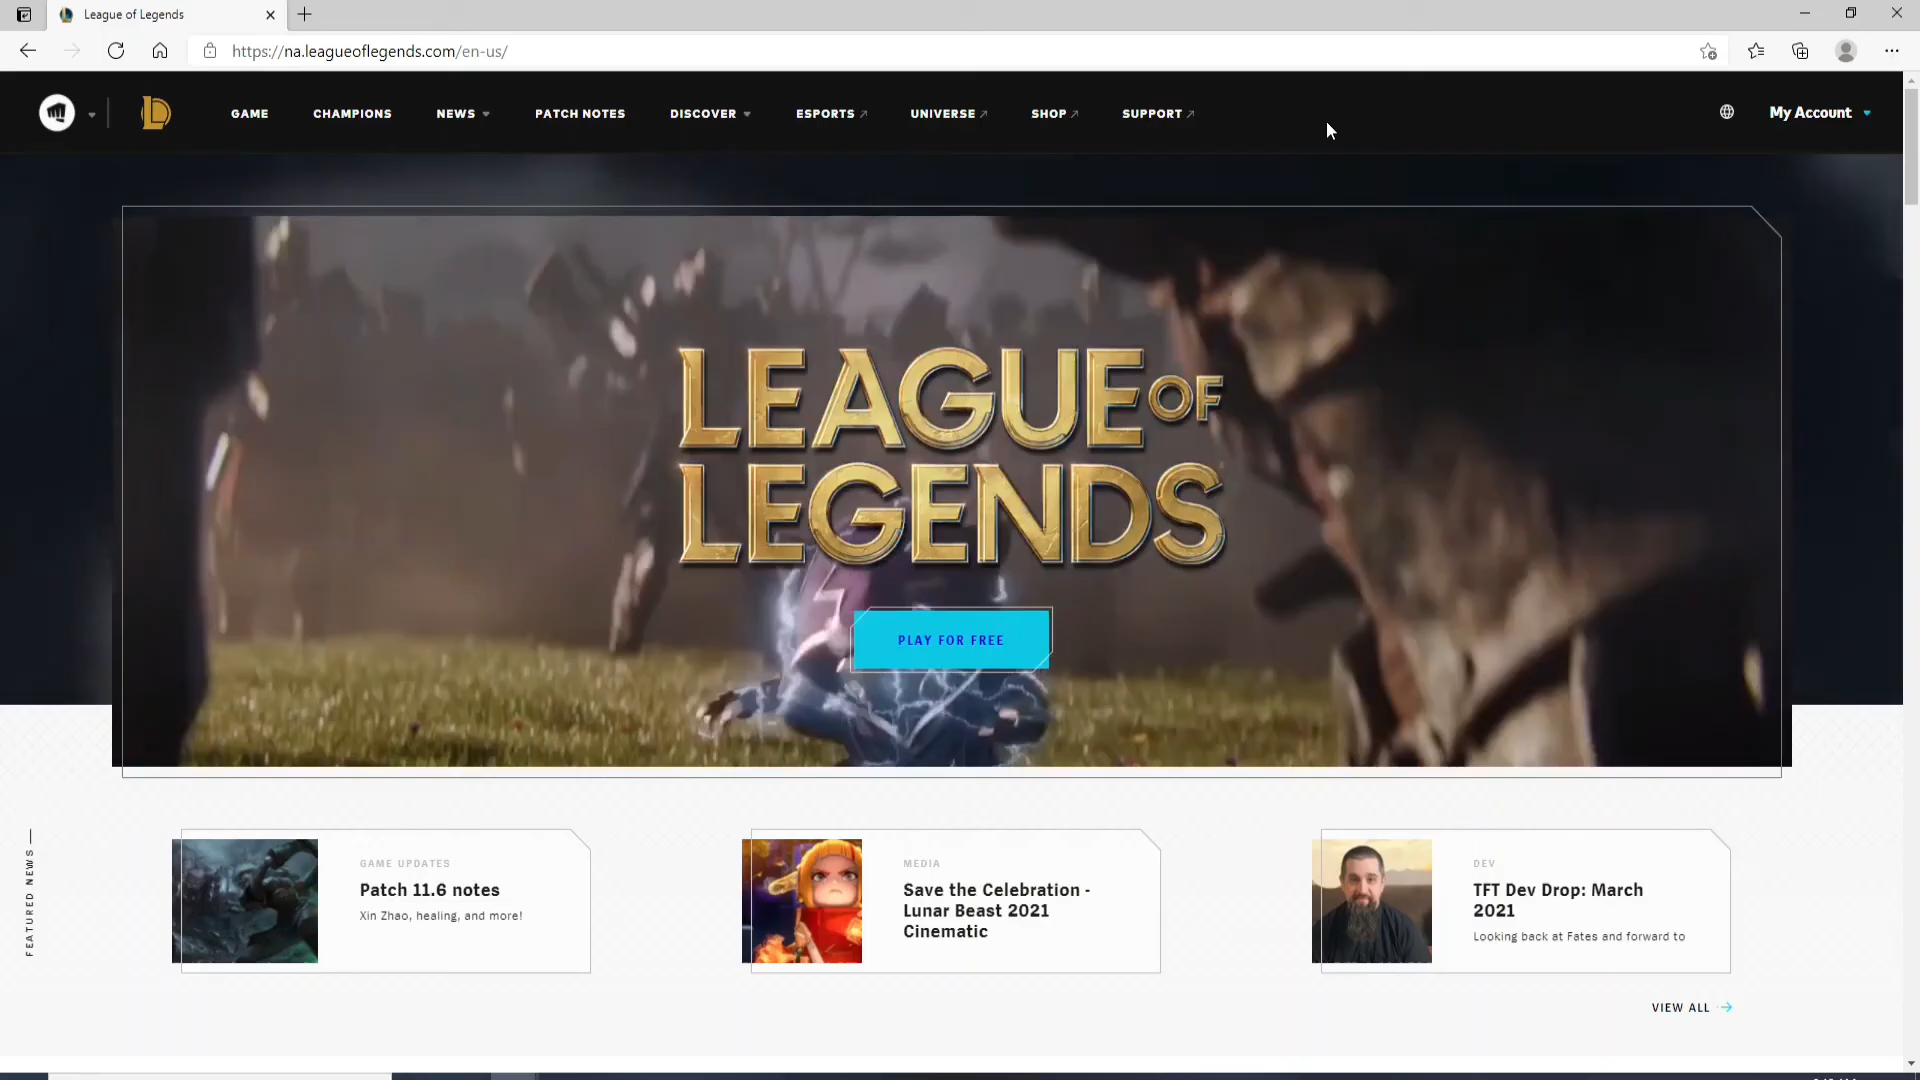 League of Legends
https://na.leagueoflegends.com/en-us/
GAME
CHAMPIONS
NEWS
PATCH NOTES
DISCOVER
ESPORTS
UNIVERSE
SHOP
SUPPORT
My Account
LEAGUE OF
LEGENDS
PLAY FOR FREE
FEATURED NEWS
GAME UPDATES
Patch 11.6 notes
Xin Zhao, healing, and more!
MEDIA
Save the Celebration -
Lunar Beast 2021
Cinematic
DEV
TFT Dev Drop: March
2021
Looking back at Fates and forward to
VIEW ALL